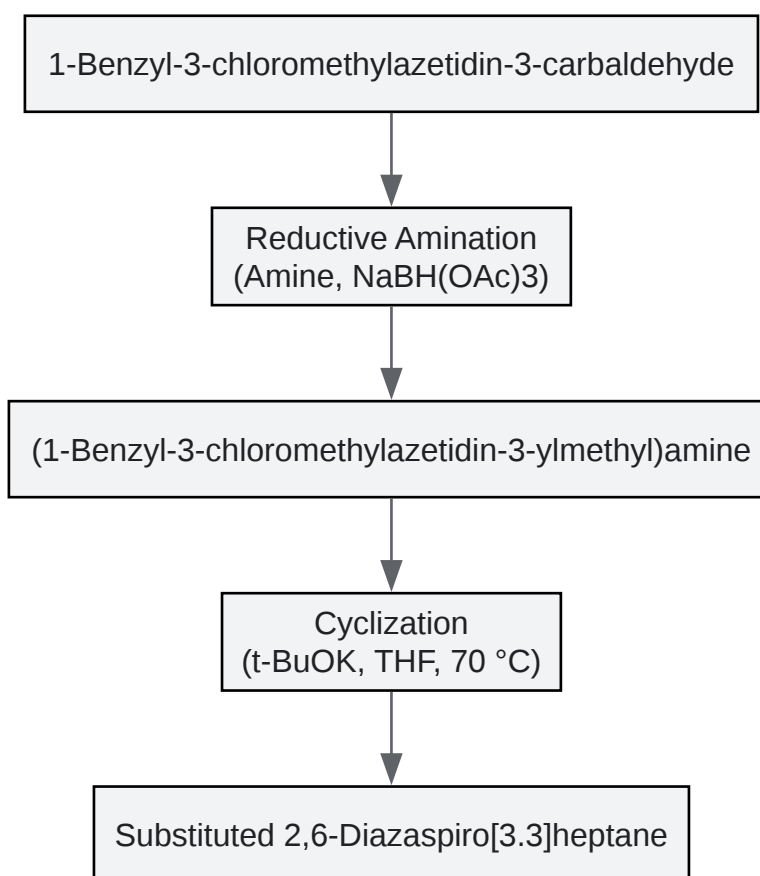 1-Benzyl-3-chloromethylazetidin-3-carbaldehyde
Reductive Amination
(Amine, NaBH(OAc)3)
(1-Benzyl-3-chloromethylazetidin-3-ylmethyl)amine
Cyclization
(t-BuOK, THF, 70 °C)
Substituted 2,6-Diazaspiro[3.3]heptane